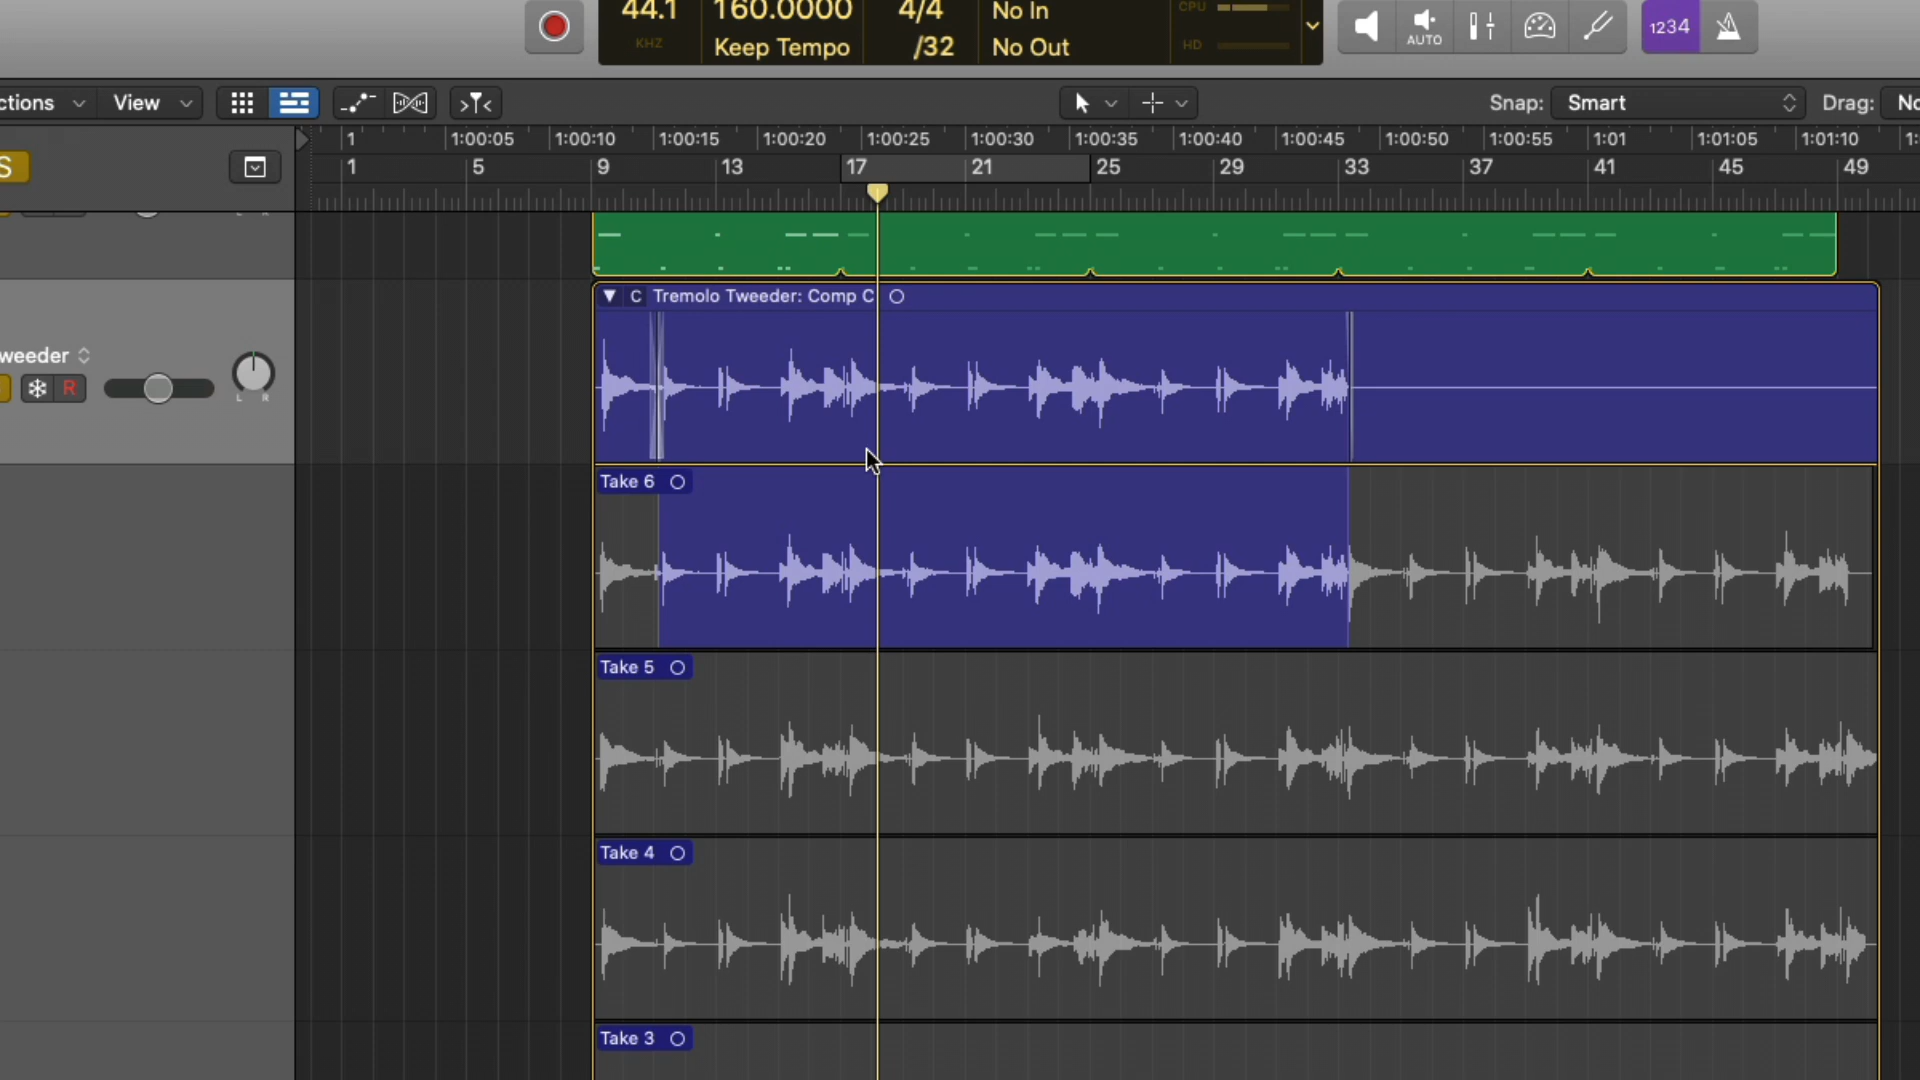 44.1 160.0000 4/4 No In CPU
KHZ Keep Tempo /32 No Out HD
AUTO 1234
ctions View Snap: Smart Drag: No
1 1:00:05 1:00:10 1:00:15 1:00:20 1:00:25 1:00:30 1:00:35 1:00:40 1:00:45 1:00:50 1:00:55 1:01 1:01:05 1:01:10 1:
S 1 5 9 13 17 21 25 29 33 37 41 45 49
L R
C Tremolo Tweeder: Comp C
weeder
R L R
Take 6
Take 5
Take 4
Take 3